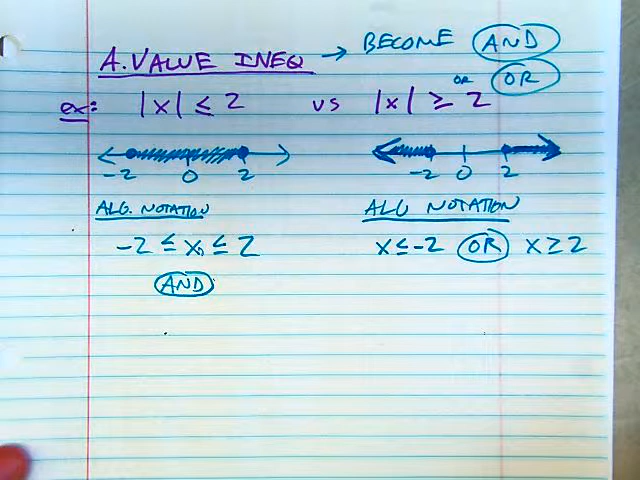 A. VALUE INEQ → BECOME AND
OR OR
ex: |x| ≤ 2 vs |x| ≥ 2
-2 0 2 -2 0 2
ALG. NOTATION ALG NOTATION
-2 ≤ x ≤ 2 x ≤ -2 OR x ≥ 2
AND